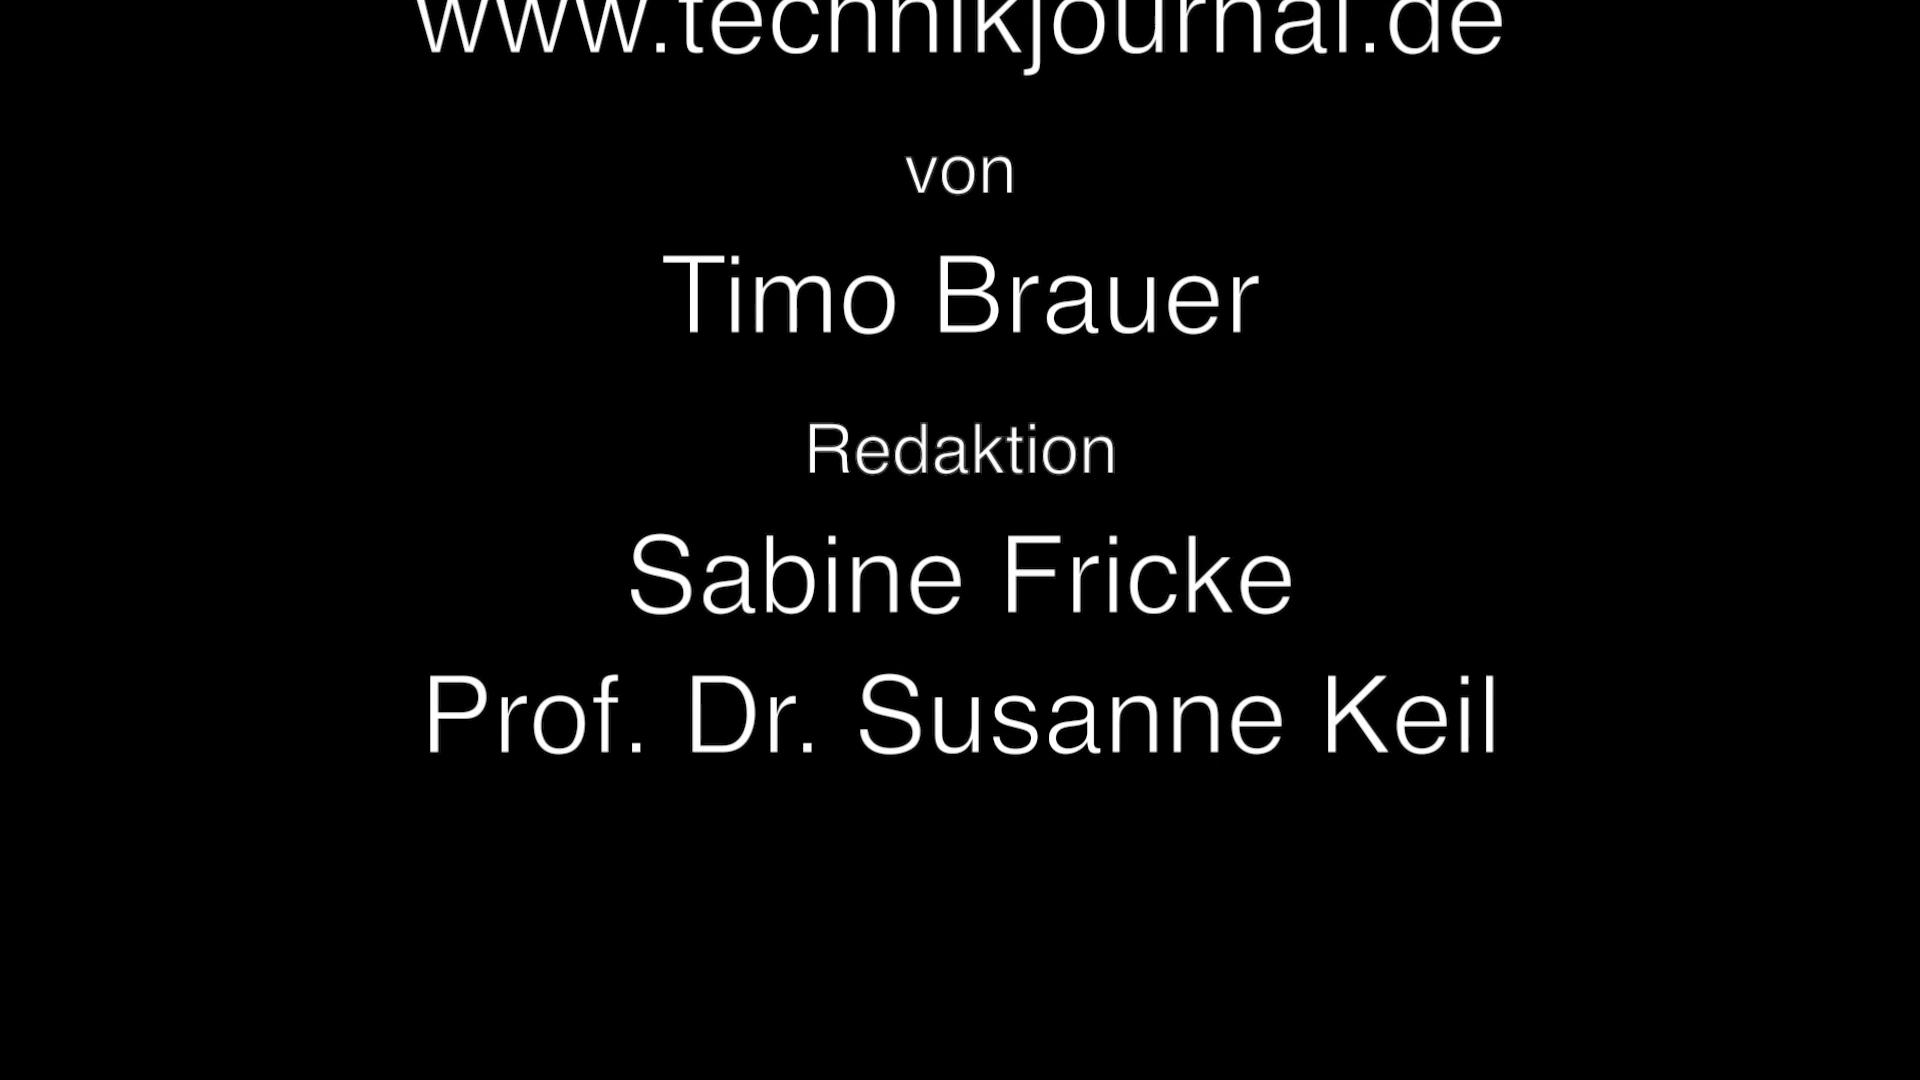 www.technikjournal.de
von
Timo Brauer
Redaktion
Sabine Fricke
Prof. Dr. Susanne Keil